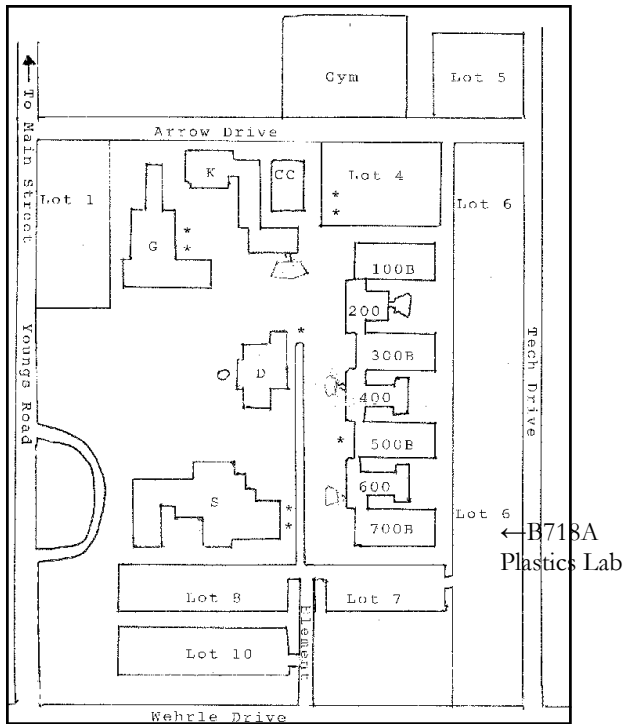 Gym
Lot 5
Arrow Drive
← To Main Street
K
CC
Lot 4
Lot 1
Lot 6
*
*
G
*
*
100B
200
*
300B
Tech Drive
D
400
Youngs Road
*
500B
S
600
*
*
Lot 6
←B718A
700B
Plastics Lab
Lot 8
Lot 7
Element
Lot 10
Wehrle Drive